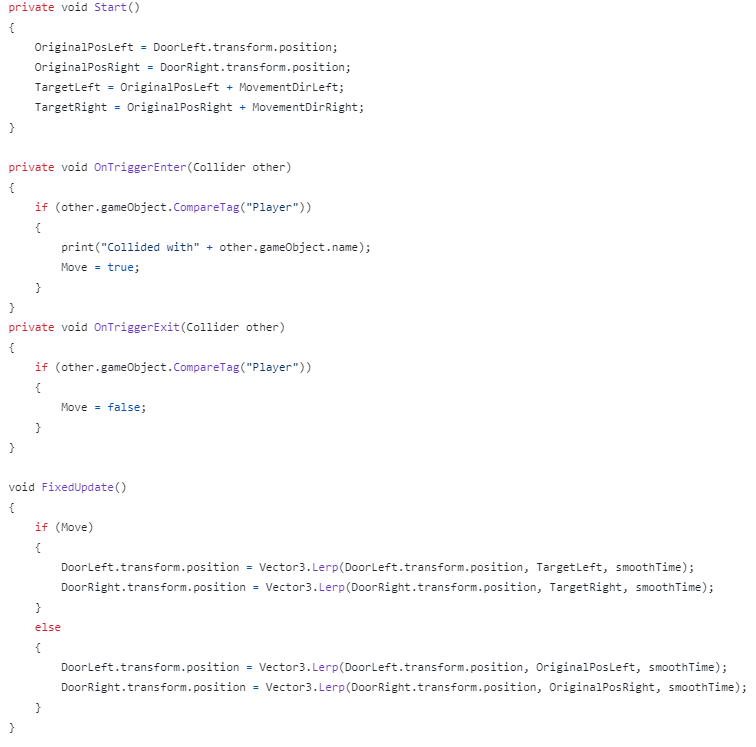 private void Start()
{
    OriginalPosLeft = DoorLeft.transform.position;
    OriginalPosRight = DoorRight.transform.position;
    TargetLeft = OriginalPosLeft + MovementDirLeft;
    TargetRight = OriginalPosRight + MovementDirRight;
}

private void OnTriggerEnter(Collider other)
{
    if (other.gameObject.CompareTag("Player"))
    {
        print("Collided with" + other.gameObject.name);
        Move = true;
    }
}
private void OnTriggerExit(Collider other)
{
    if (other.gameObject.CompareTag("Player"))
    {
        Move = false;
    }
}

void FixedUpdate()
{
    if (Move)
    {
        DoorLeft.transform.position = Vector3.Lerp(DoorLeft.transform.position, TargetLeft, smoothTime);
        DoorRight.transform.position = Vector3.Lerp(DoorRight.transform.position, TargetRight, smoothTime);
    }
    else
    {
        DoorLeft.transform.position = Vector3.Lerp(DoorLeft.transform.position, OriginalPosLeft, smoothTime);
        DoorRight.transform.position = Vector3.Lerp(DoorRight.transform.position, OriginalPosRight, smoothTime);
    }
}